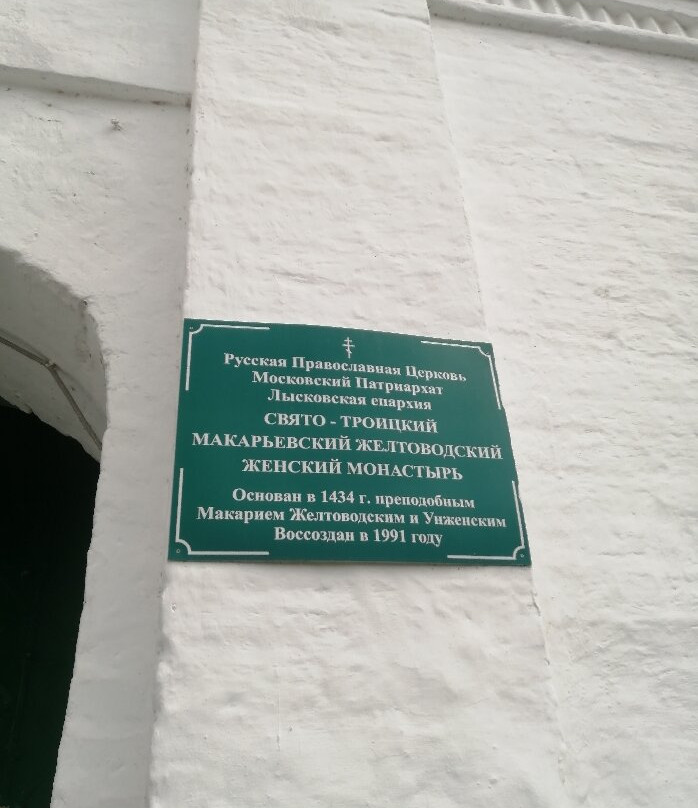 Русская Православная Церковь
Московский Патриархат
Лысковская епархия
СВЯТО - ТРОИЦКИЙ
МАКАРЬЕВСКИЙ ЖЕЛТОВОДСКИЙ
ЖЕНСКИЙ МОНАСТЫРЬ
Основан в 1434 г. преподобным
Макарием Желтоводским и Унженским
Воссоздан в 1991 году